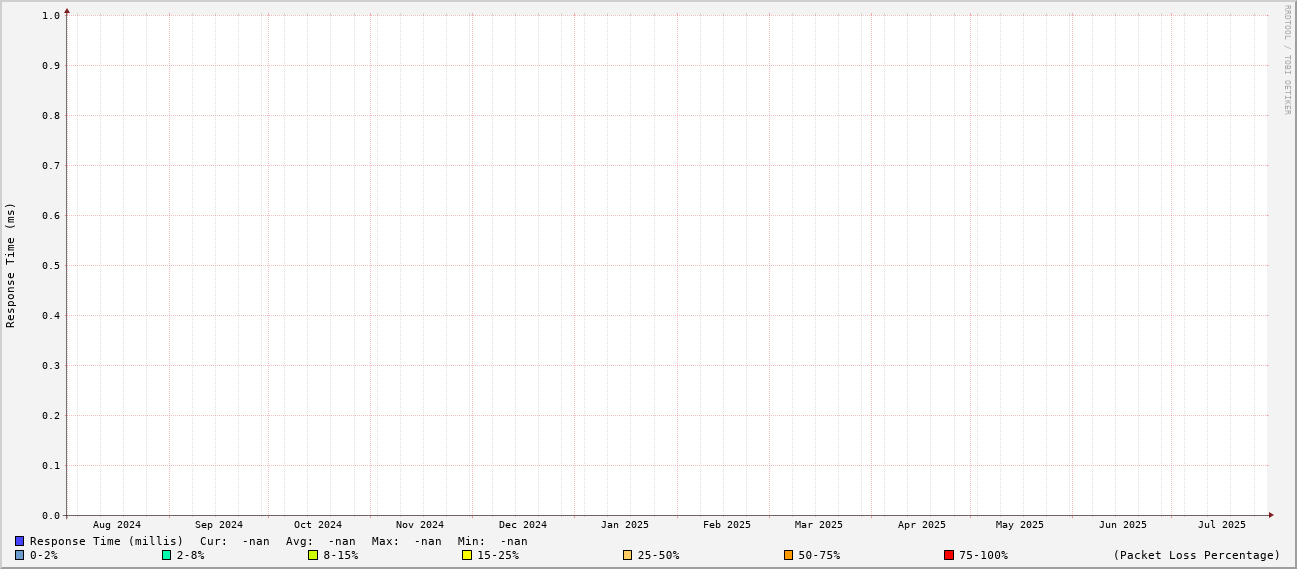 1.0
0.9
0.8
0.7
0.6
0.5
0.4
0.3
0.2
0.1
0.0
Response Time (ms)
RRDTOOL / TOBI OETIKER
Aug 2024 Sep 2024 Oct 2024 Nov 2024 Dec 2024 Jan 2025 Feb 2025 Mar 2025 Apr 2025 May 2025 Jun 2025 Jul 2025
Response Time (millis) Cur: -nan Avg: -nan Max: -nan Min: -nan
0-2% 2-8% 8-15% 15-25% 25-50% 50-75% 75-100% (Packet Loss Percentage)